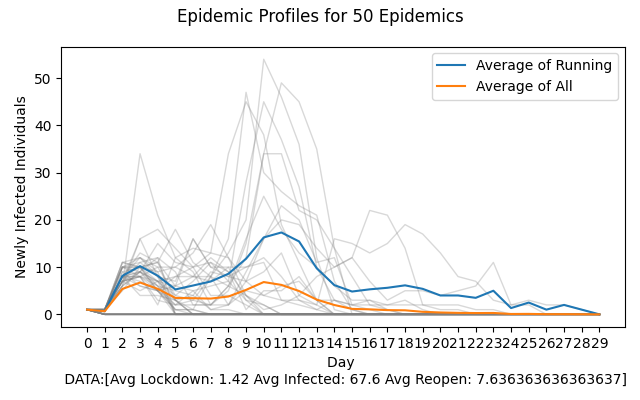 Epidemic Profiles for 50 Epidemics
Average of Running
Average of All
Newly Infected Individuals
50
40
30
20
10
0
0 1 2 3 4 5 6 7 8 9 10 11 12 13 14 15 16 17 18 19 20 21 22 23 24 25 26 27 28 29
Day
DATA:[Avg Lockdown: 1.42 Avg Infected: 67.6 Avg Reopen: 7.636363636363637]